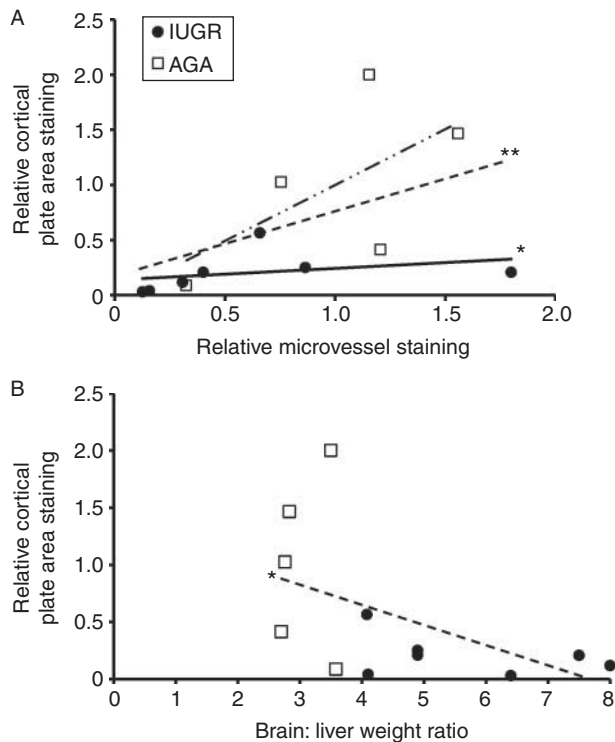 A
2.5
2.0
1.5
1.0
0.5
0
Relative cortical
plate area staining
IUGR
AGA
**
*
0
0.5
1.0
1.5
2.0
Relative microvessel staining
B
2.5
2.0
1.5
1.0
0.5
0
Relative cortical
plate area staining
*
0
1
2
3
4
5
6
7
8
Brain: liver weight ratio